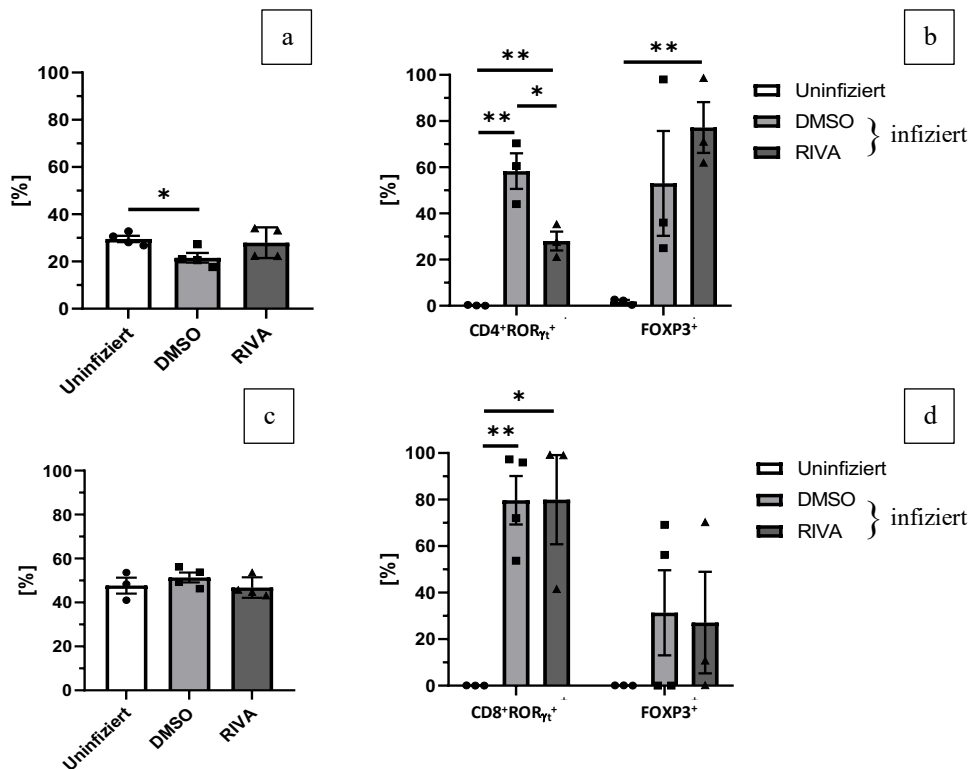 a
100
80
60
40
20
0
[%]
*
Uninfiziert
DMSO
RIVA
b
100
80
60
40
20
0
[%]
**
**
*
**
CD4⁺RORγt⁺
FOXP3⁺
Uninfiziert
DMSO
RIVA
} infiziert
c
100
80
60
40
20
0
[%]
Uninfiziert
DMSO
RIVA
d
100
80
60
40
20
0
[%]
*
**
CD8⁺RORγt⁺
FOXP3⁺
Uninfiziert
DMSO
RIVA
} infiziert